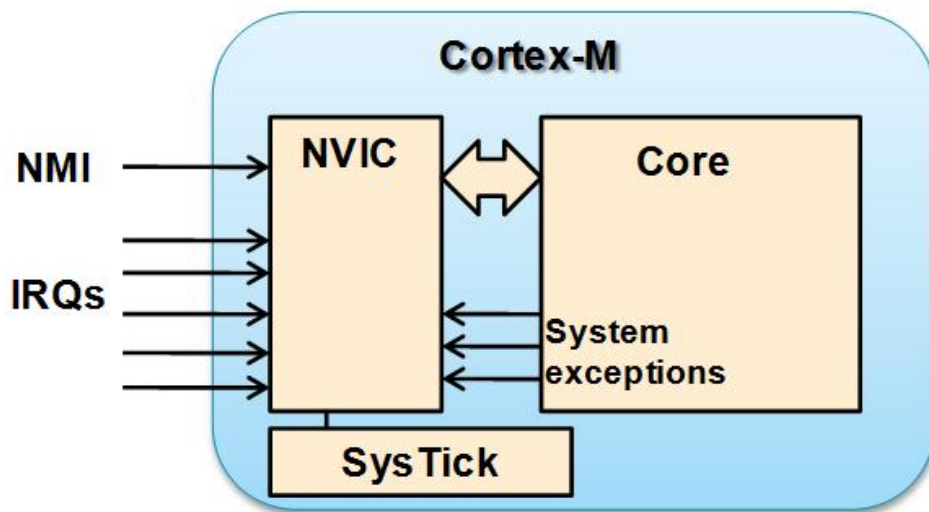 Cortex-M
NMI
NVIC
Core
IRQs
System
exceptions
SysTick